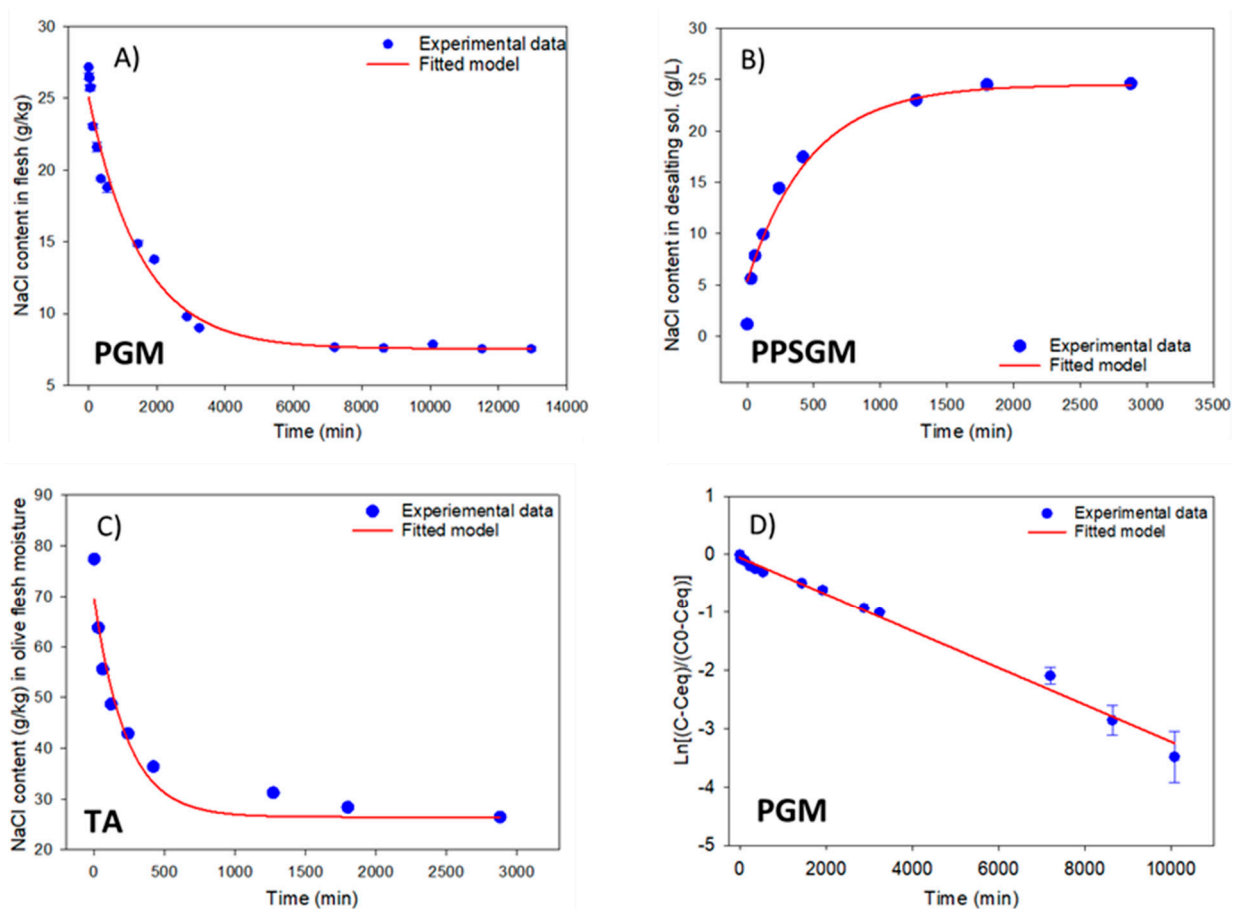 A)
Experimental data
Fitted model
NaCl content in flesh (g/kg)
30
25
20
15
10
5
PGM
0 2000 4000 6000 8000 10000 12000 14000
Time (min)
B)
NaCl content in desalting sol. (g/L)
30
25
20
15
10
5
0
PPSGM
Experimental data
Fitted model
0 500 1000 1500 2000 2500 3000 3500
Time (min)
C)
Experiemental data
Fitted model
NaCl content (g/kg) in olive flesh moisture
90
80
70
60
50
40
30
20
TA
0 500 1000 1500 2000 2500 3000
Time (min)
D)
Experimental data
Fitted model
Ln[(C-Ceq)/(C0-Ceq)]
1
0
-1
-2
-3
-4
-5
PGM
0 2000 4000 6000 8000 10000
Time (min)